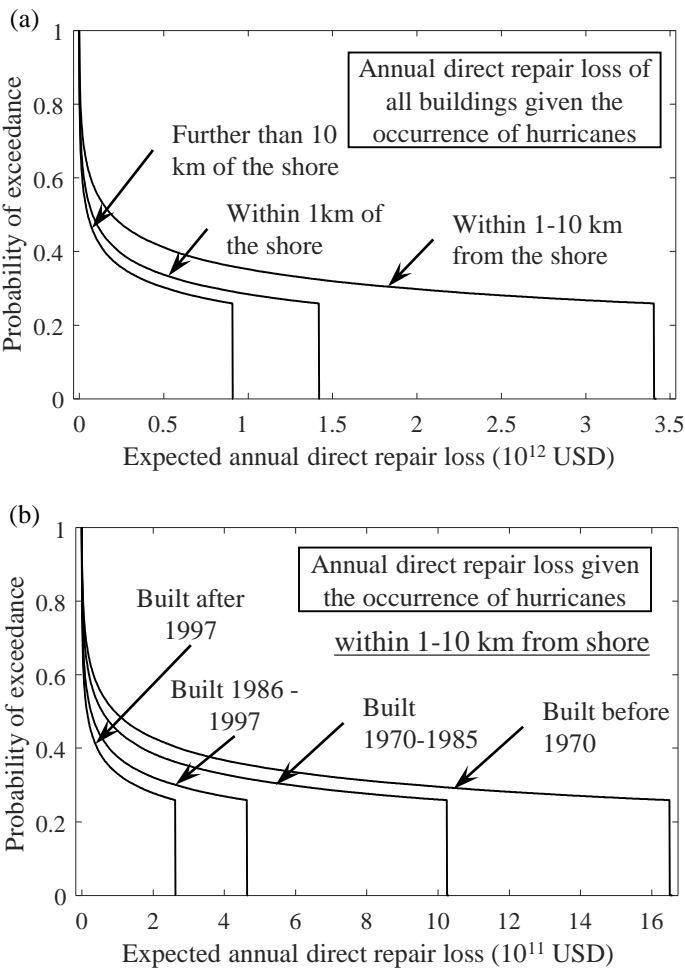 (a)
1
0.8
0.6
0.4
0.2
0
Probability of exceedance
Annual direct repair loss of
all buildings given the
occurrence of hurricanes
Further than 10
km of the shore
Within 1km of
the shore
Within 1-10 km
from the shore
0 0.5 1 1.5 2 2.5 3 3.5
Expected annual direct repair loss (10¹² USD)
(b)
1
0.8
0.6
0.4
0.2
0
Probability of exceedance
Annual direct repair loss given
the occurrence of hurricanes
within 1-10 km from shore
Built after
1997
Built 1986 -
1997
Built
1970-1985
Built before
1970
0 2 4 6 8 10 12 14 16
Expected annual direct repair loss (10¹¹ USD)